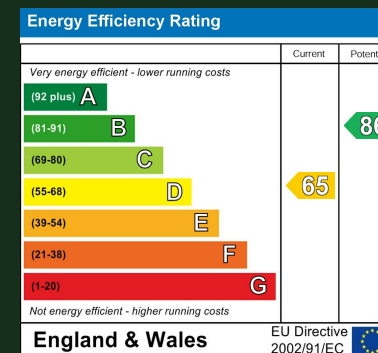 Energy Efficiency Rating
Current
Very energy efficient - lower running costs
(92 plus) A
(81-91) B
(69-80) C
(55-68) D
65
(39-54) E
(21-38) F
(1-20) G
Not energy efficient - higher running costs
England & Wales
EU Directive
2002/91/EC